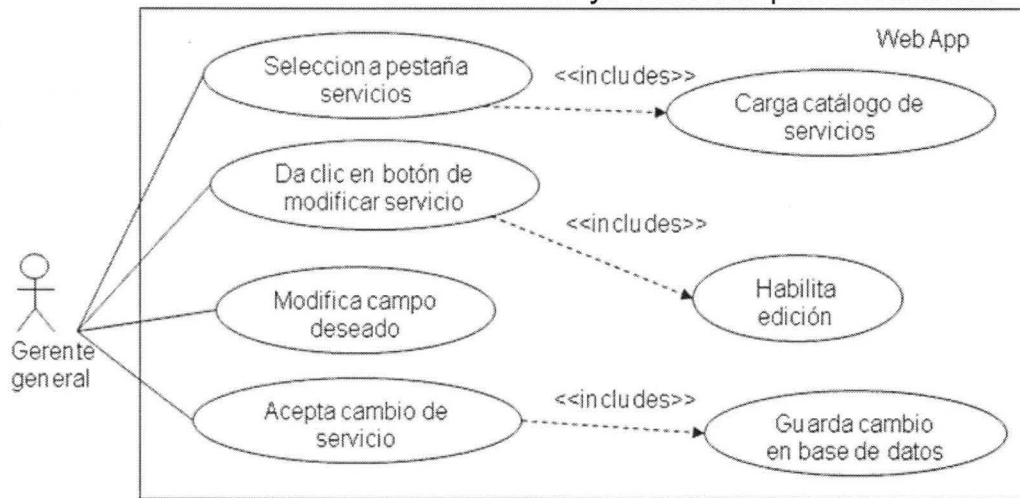 Web App
Selecciona pestaña
servicios
<<includes>>
Carga catálogo de
servicios
Da clic en botón de
modificar servicio
<<includes>>
Habilita
edición
Modifica campo
deseado
Gerente
general
Acepta cambio de
servicio
<<includes>>
Guarda cambio
en base de datos